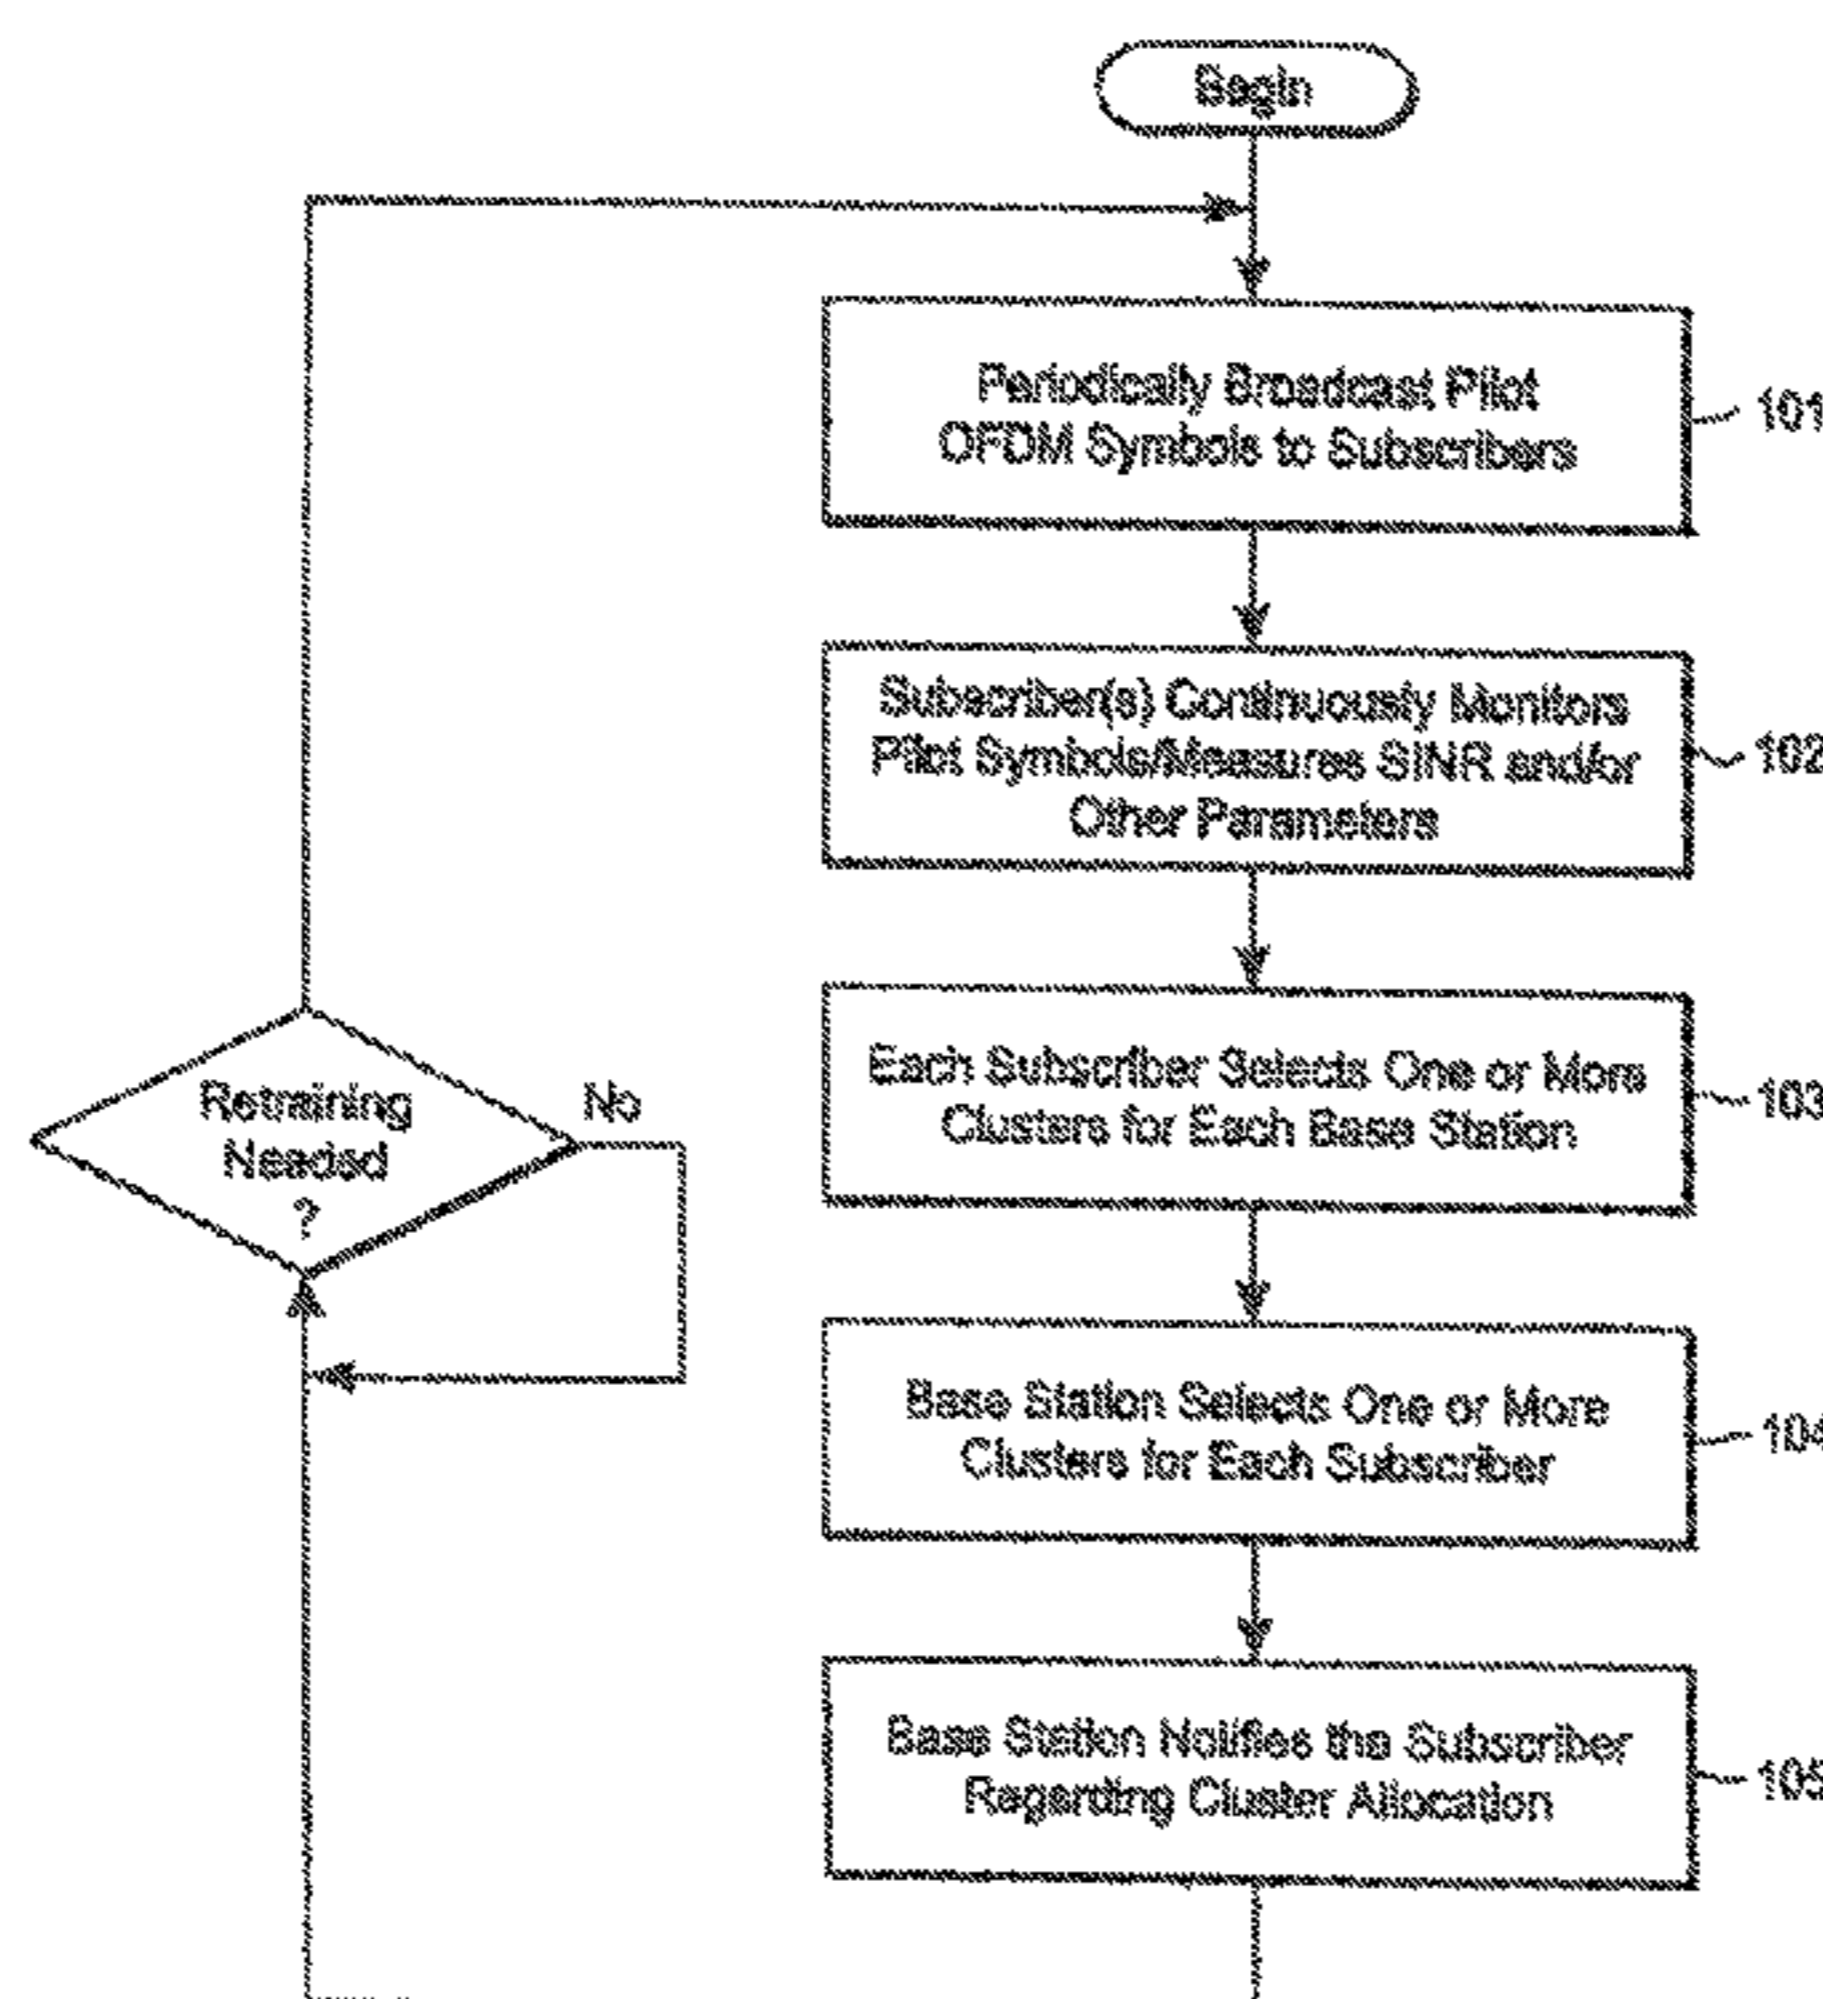 Begin
Periodically Broadcast Pilot
OFDM Symbols to Subscribers
101
Subscriber(s) Continuously Monitors
Pilot Symbols/Measures SINR and/or
Other Parameters
102
Each Subscriber Selects One or More
Clusters for Each Base Station
103
Retraining
Needed
?
No
Base Station Selects One or More
Clusters for Each Subscriber
104
Base Station Notifies the Subscriber
Regarding Cluster Allocation
105